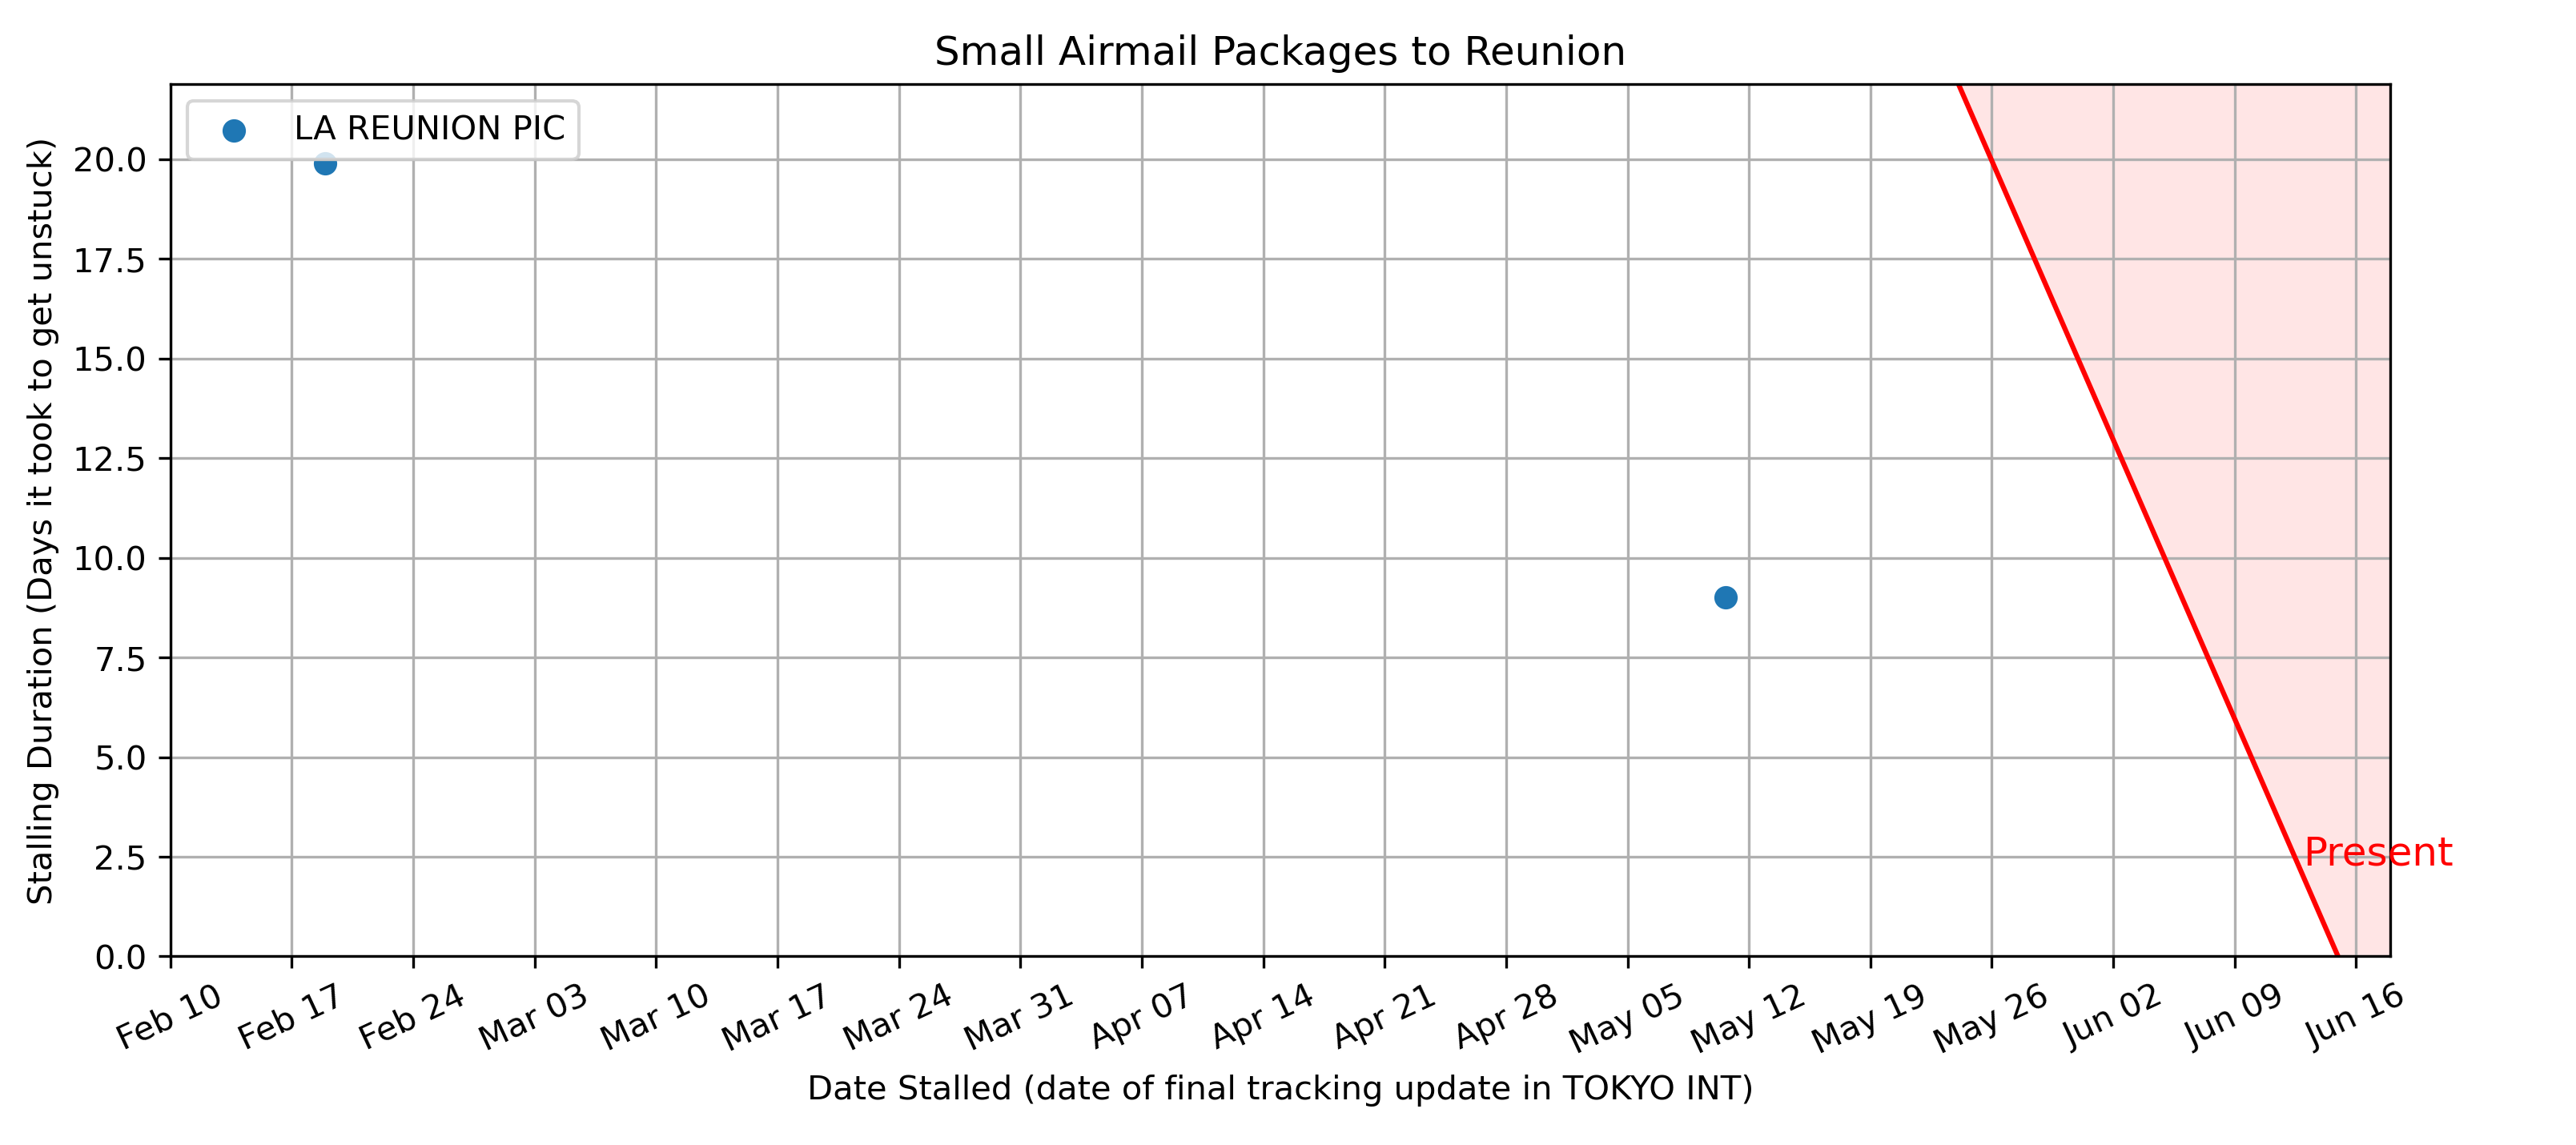 Small Airmail Packages to Reunion
LA REUNION PIC
Stalling Duration (Days it took to get unstuck)
20.0
17.5
15.0
12.5
10.0
7.5
5.0
2.5
0.0
Present
Feb 10
Feb 17
Feb 24
Mar 03
Mar 10
Mar 17
Mar 24
Mar 31
Apr 07
Apr 14
Apr 21
Apr 28
May 05
May 12
May 19
May 26
Jun 02
Jun 09
Jun 16
Date Stalled (date of final tracking update in TOKYO INT)